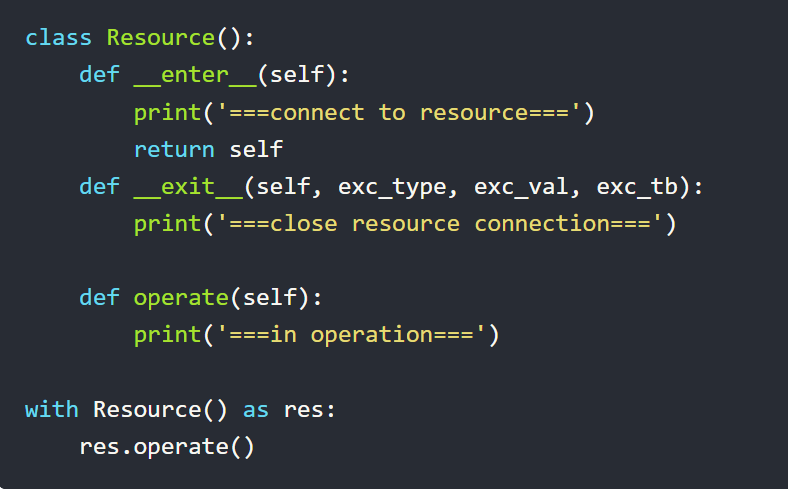 class Resource():
    def __enter__(self):
        print('===connect to resource===')
        return self
    def __exit__(self, exc_type, exc_val, exc_tb):
        print('===close resource connection===')

    def operate(self):
        print('===in operation===')

with Resource() as res:
    res.operate()